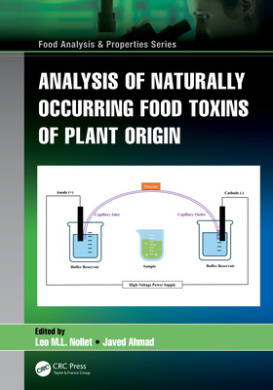 Food Analysis & Properties Series
ANALYSIS OF NATURALLY
OCCURRING FOOD TOXINS
OF PLANT ORIGIN
Detector
Anode (+)
Cathode (-)
Capillary Inlet
Capillary Outlet
Buffer Reservoir
Sample
Buffer Reservoir
High-Voltage Power Supply
Edited by
Leo M.L. Nollet • Javed Ahmad
CRC Press
Taylor & Francis Group